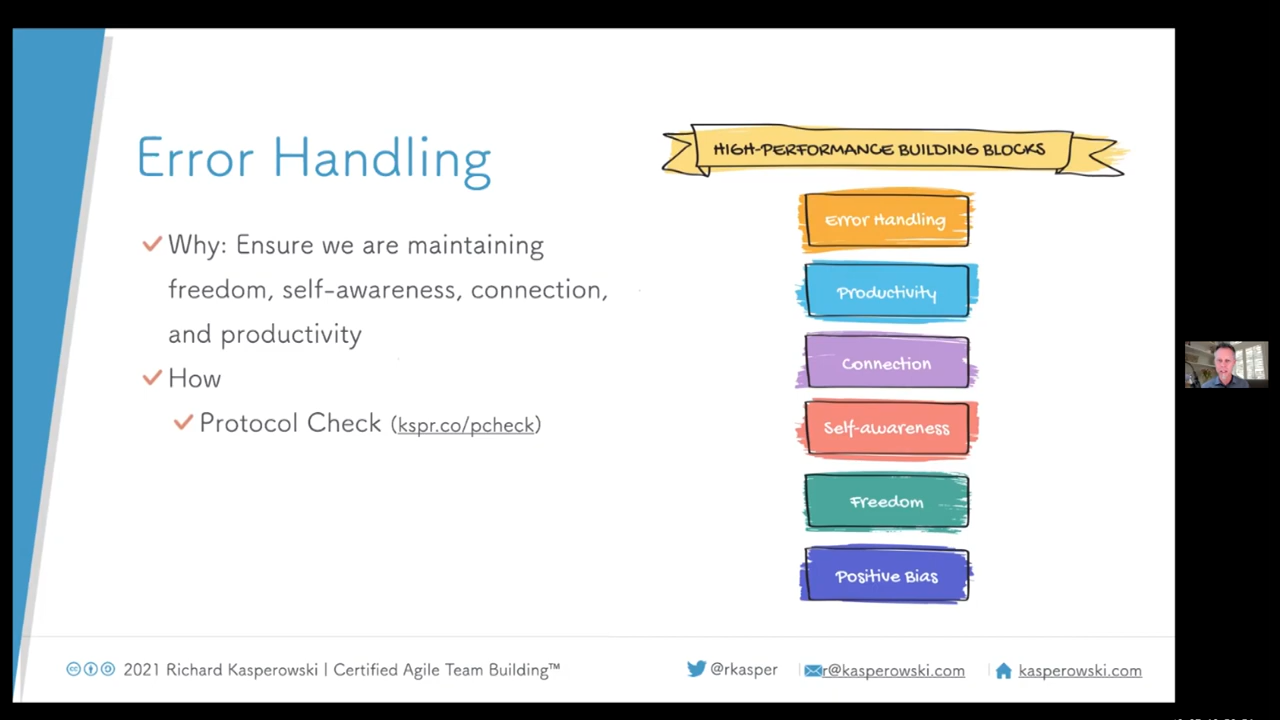 Error Handling
Why: Ensure we are maintaining
freedom, self-awareness, connection,
and productivity
How
Protocol Check (kspr.co/pcheck)
HIGH-PERFORMANCE BUILDING BLOCKS
Error Handling
Productivity
Connection
Self-awareness
Freedom
Positive Bias
2021 Richard Kasperowski | Certified Agile Team Building™
@rkasper
r@kasperowski.com
kasperowski.com